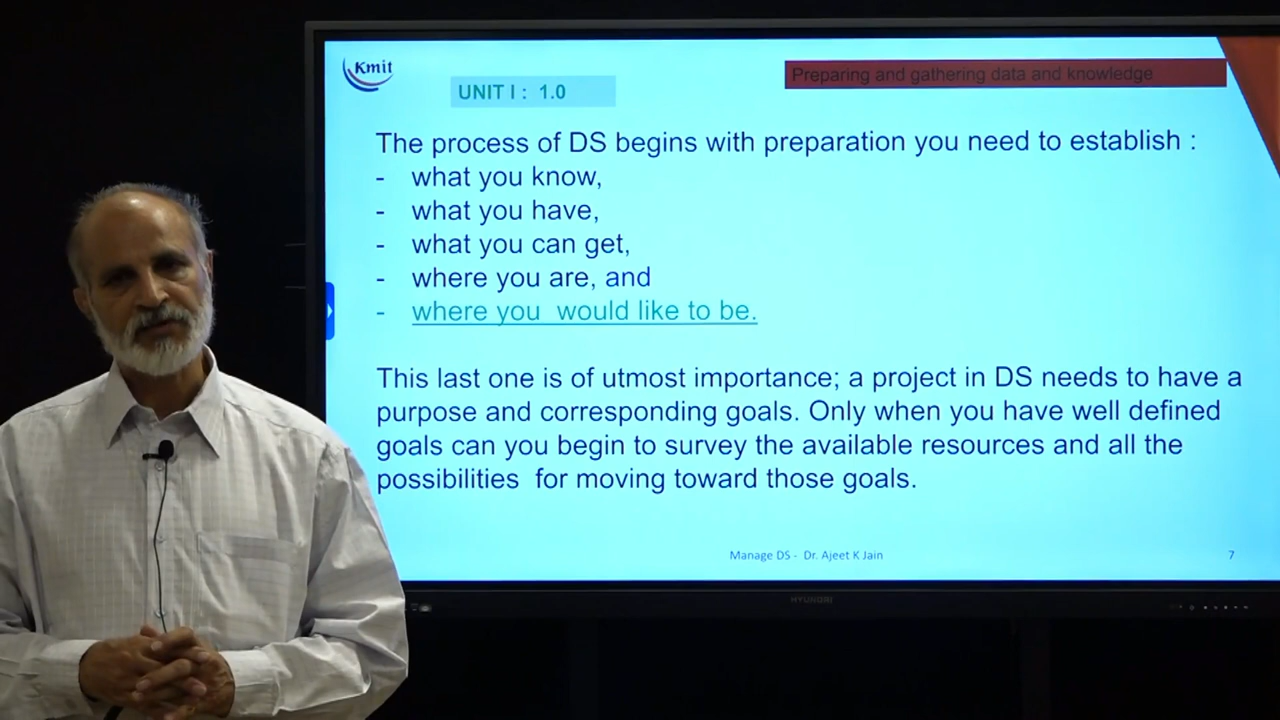 Kmit
UNIT I : 1.0
Preparing and gathering data and knowledge
The process of DS begins with preparation you need to establish :
- what you know,
- what you have,
- what you can get,
- where you are, and
- where you would like to be.
This last one is of utmost importance; a project in DS needs to have a
purpose and corresponding goals. Only when you have well defined
goals can you begin to survey the available resources and all the
possibilities for moving toward those goals.
Manage DS - Dr. Ajeet K Jain
7
HYUNDAI